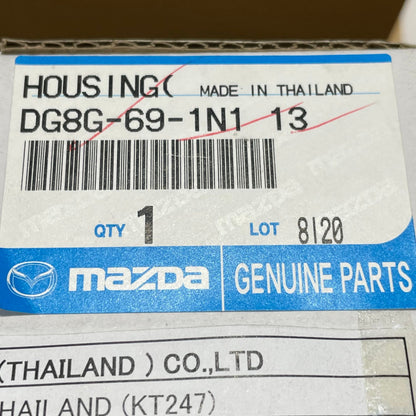 HOUSING( MADE IN THAILAND
DG8G-69-1N1 13
QTY 1 LOT 8I20
mazda GENUINE PARTS
(THAILAND ) CO.,LTD
HAILAND (KT247)